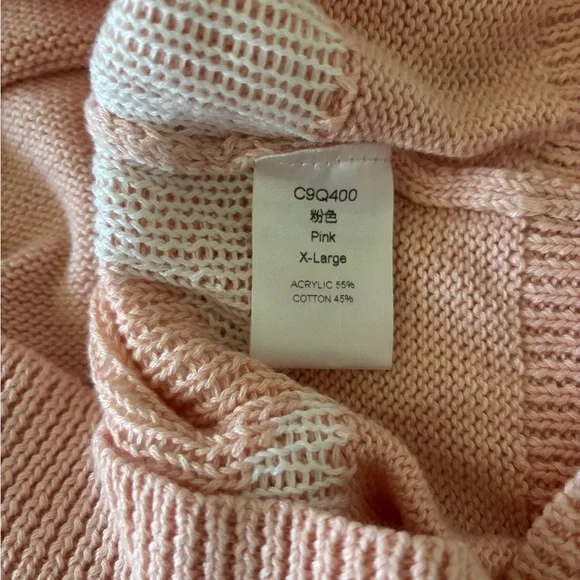 C9Q400
粉色
Pink
X-Large
ACRYLIC 55%
COTTON 45%